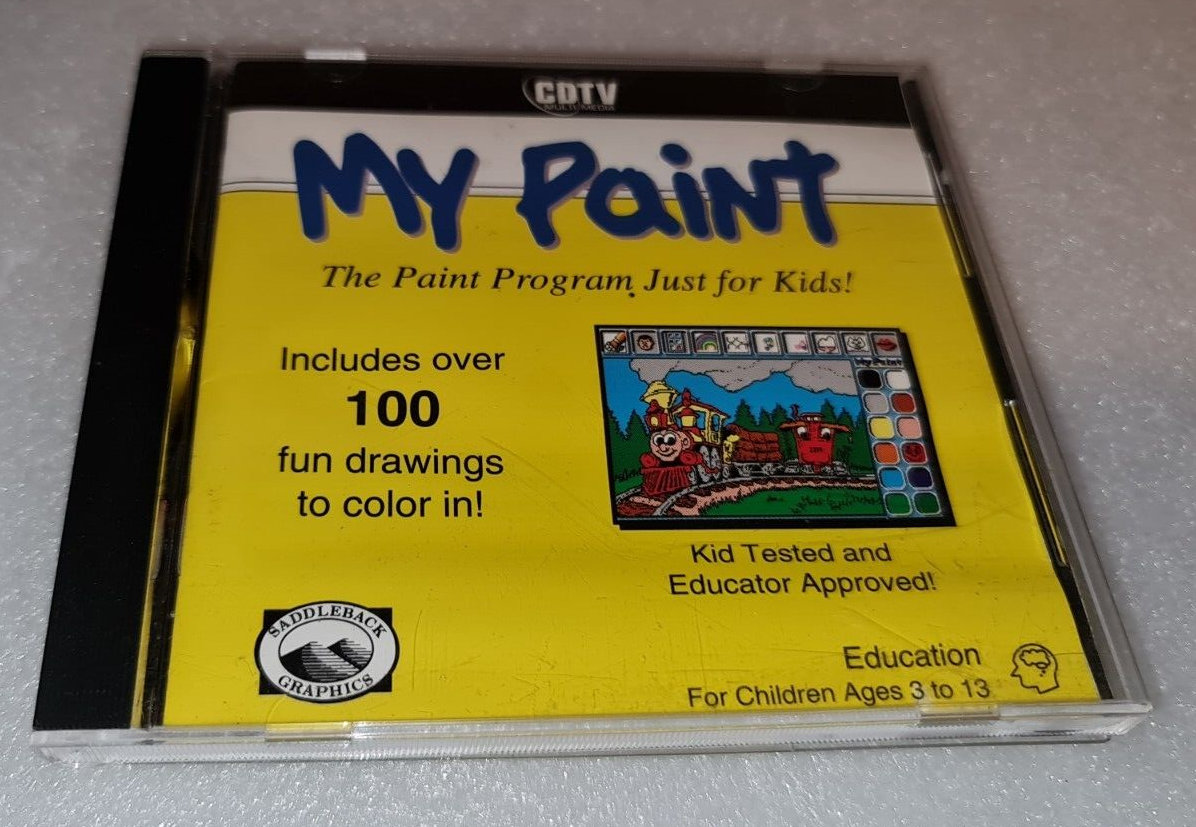 CDTV
MULTIMEDIA
My Paint
The Paint Program Just for Kids!
Includes over
100
fun drawings
to color in!
Kid Tested and
Educator Approved!
SADDLEBACK
GRAPHICS
Education
For Children Ages 3 to 13